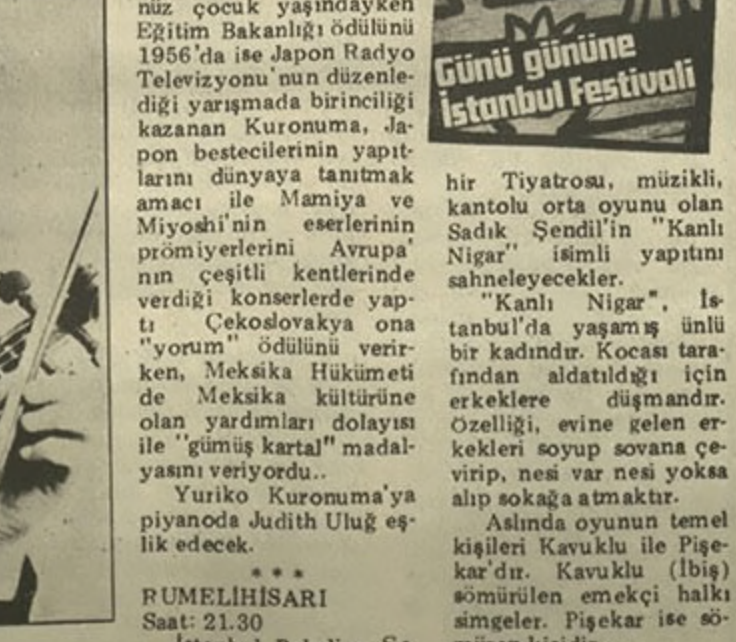 nüz çocuk yaşındayken
Eğitim Bakanlığı ödülünü
1956'da ise Japon Radyo
Televizyonu'nun düzenle-
diği yarışmada birinciliği
kazanan Kuronuma, Ja-
pon bestecilerinin yapıt-
larını dünyaya tanıtmak
amacı ile Mamiya ve
Miyoshi'nin eserlerinin
prömiyerlerini Avrupa'
nın çeşitli kentlerinde
verdiği konserlerde yap-
tı Çekoslovakya ona
"yorum" ödülünü verir-
ken, Meksika Hükümeti
de Meksika kültürüne
olan yardımları dolayısı
ile "gümüş kartal" madal-
yasını veriyordu..
Yuriko Kuronuma'ya
piyanoda Judith Uluğ eş-
lik edecek.
* * *
RUMELİHİSARI
Saat: 21.30
Günü gününe
İstanbul Festivali
hir Tiyatrosu, müzikli,
kantolu orta oyunu olan
Sadık Şendil'in "Kanlı
Nigar" isimli yapıtını
sahneleyecekler.
"Kanlı Nigar", İs-
tanbul'da yaşamış ünlü
bir kadındır. Kocası tara-
fından aldatıldığı için
erkeklere düşmandır.
Özelliği, evine gelen er-
kekleri soyup sovana çe-
virip, nesi var nesi yoksa
alıp sokağa atmaktır.
Aslında oyunun temel
kişileri Kavuklu ile Pişe-
kar'dır. Kavuklu (İbiş)
sömürülen emekçi halkı
simgeler. Pişekar ise sö-